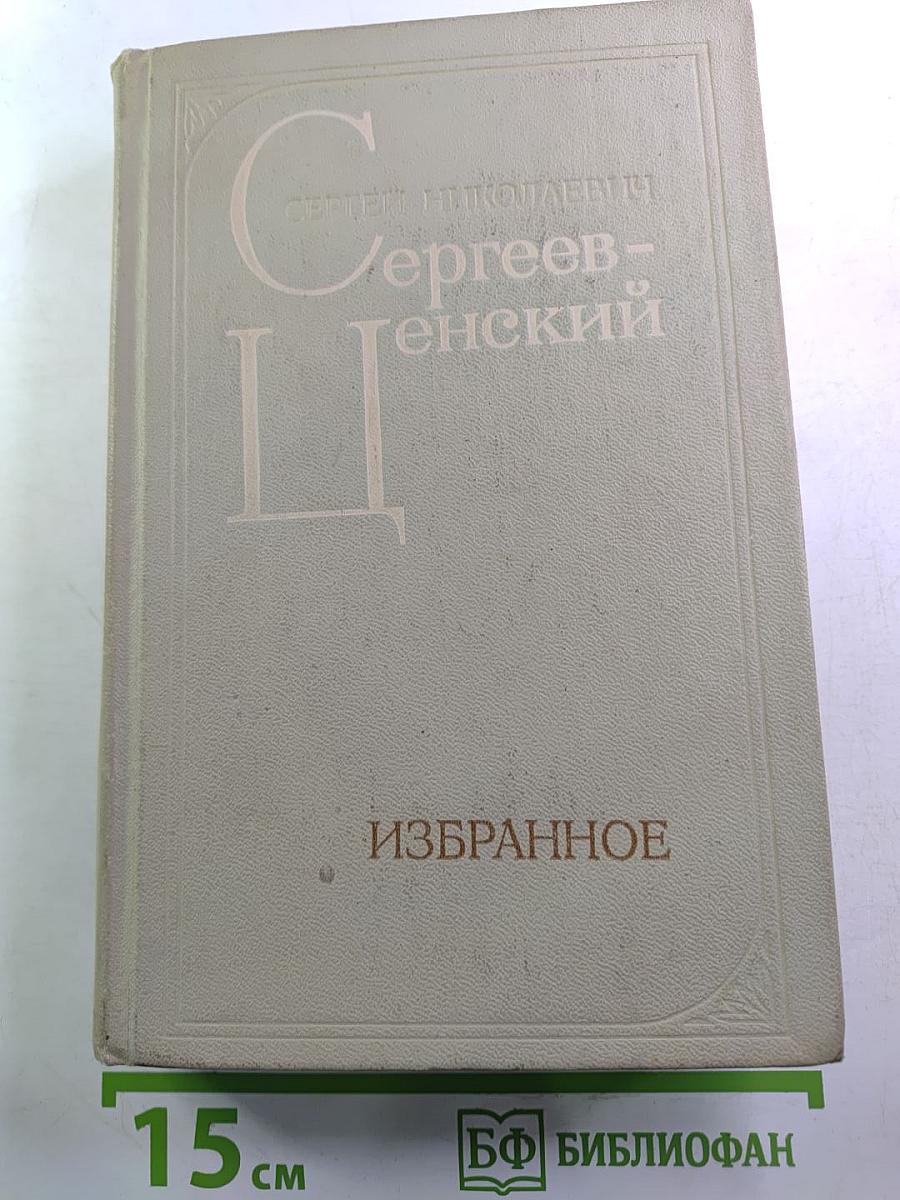 СЕРГЕЙ НИКОЛАЕВИЧ
Сергеев-
Ценский
ИЗБРАННОЕ
15 см
БФ БИБЛИОФАН